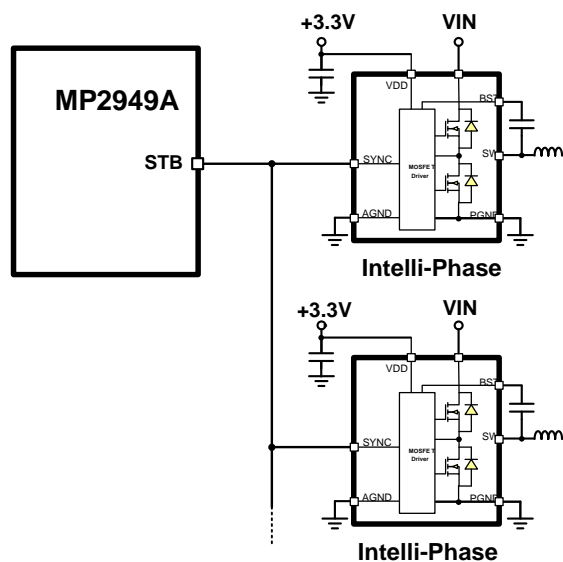 +3.3V
VIN
VDD
BST
MP2949A
STB
SYNC
MOSFET
Driver
SW
AGND
PGND
Intelli-Phase
+3.3V
VIN
VDD
BST
SYNC
MOSFET
Driver
SW
AGND
PGND
Intelli-Phase